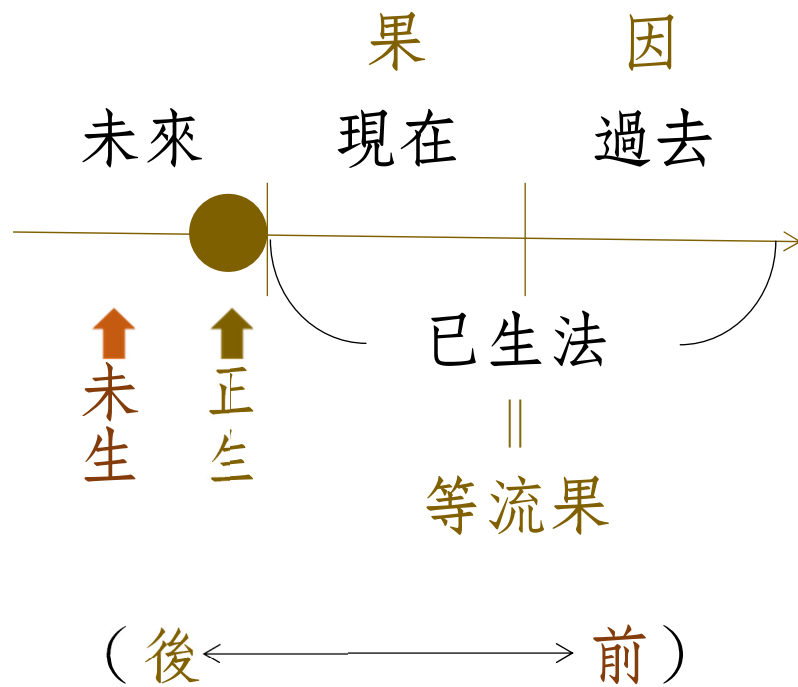 果 因
未來 現在 過去
已生法
未生
正生
=
等流果
（後 前）